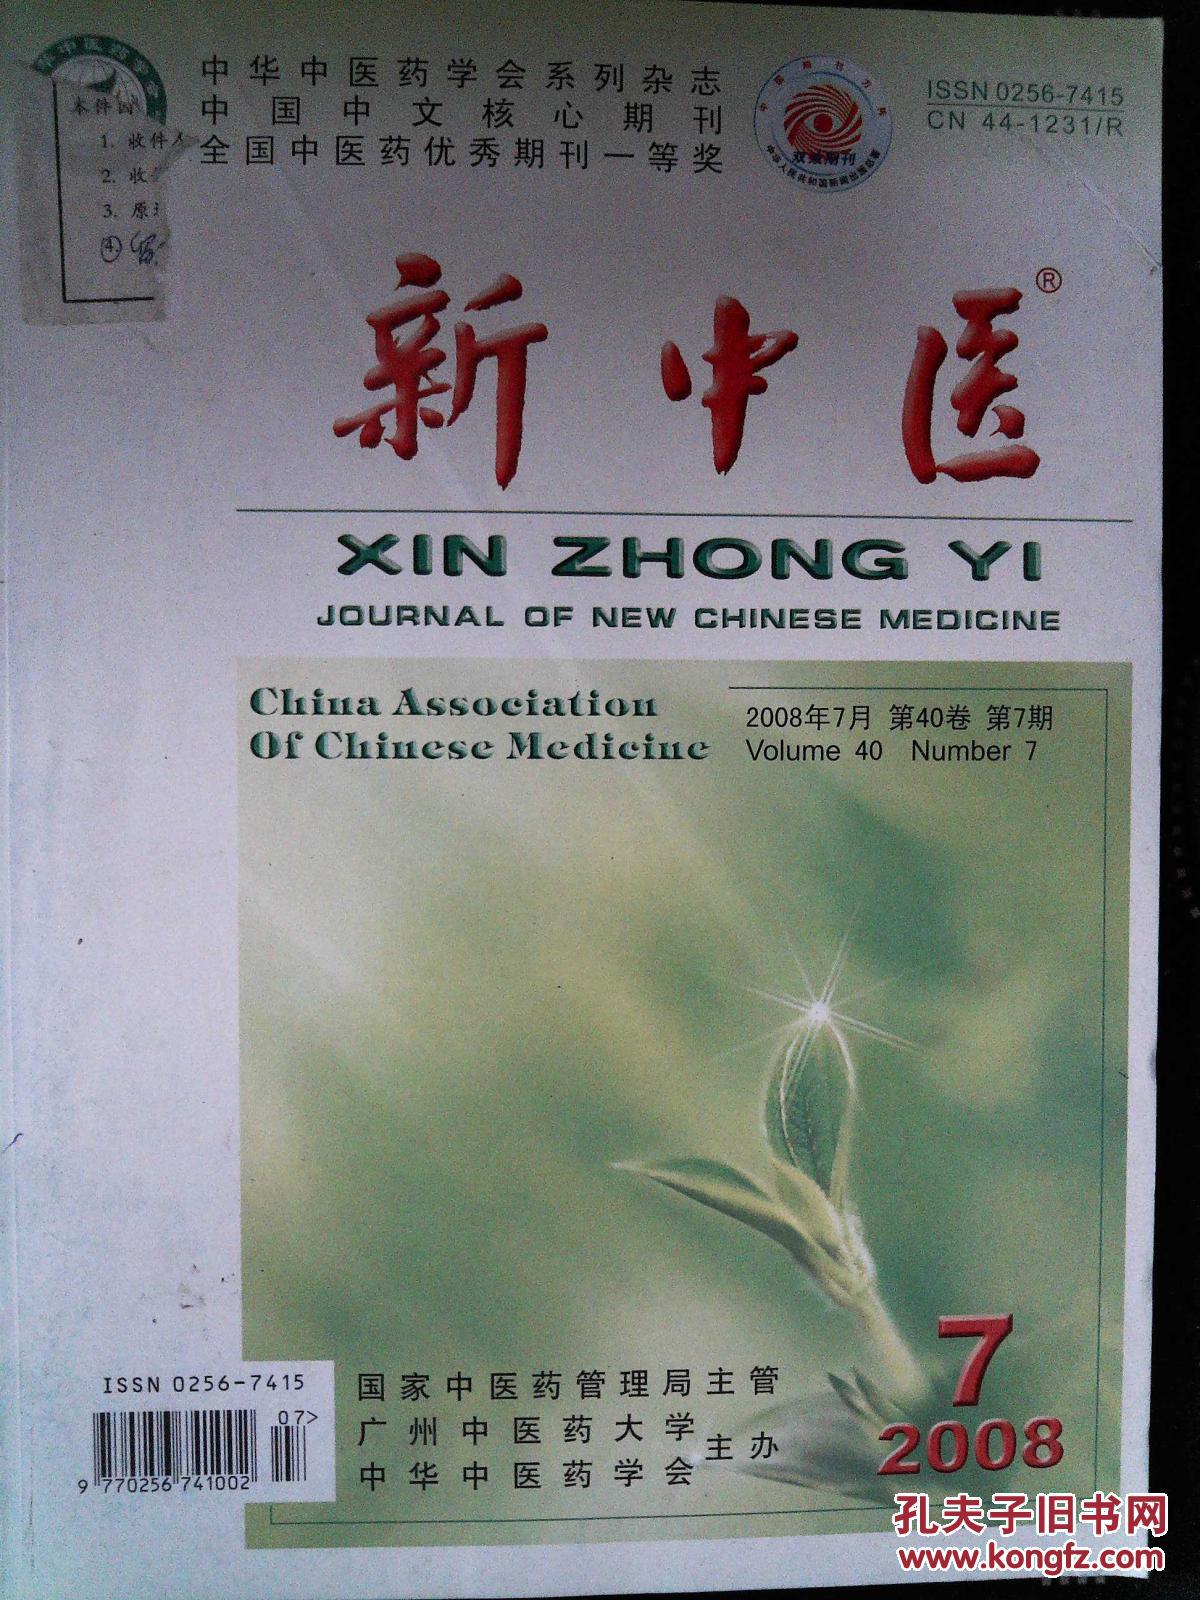 中华中医药学会系列杂志
中国中文核心期刊
全国中医药优秀期刊一等奖
双效期刊
ISSN 0256-7415
CN 44-1231/R
本件
1. 收件
2. 收
3. 原
4.
新中医®
XIN ZHONG YI
JOURNAL OF NEW CHINESE MEDICINE
China Association
Of Chinese Medicine
2008年7月 第40卷 第7期
Volume 40 Number 7
7
2008
国家中医药管理局主管
广州中医药大学
中华中医药学会
主办
ISSN 0256-7415
07>
9 770256 741002
孔夫子旧书网
www.kongfz.com